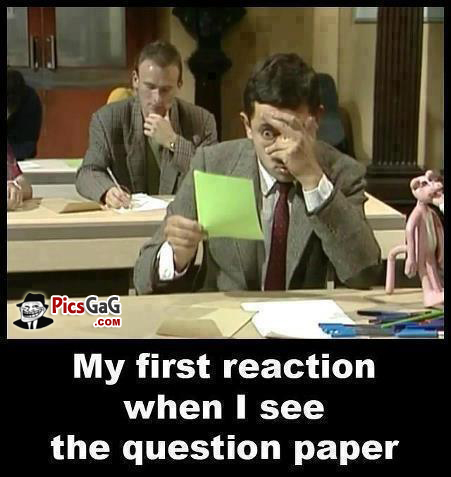 PicsGaG
.COM
My first reaction
when I see
the question paper